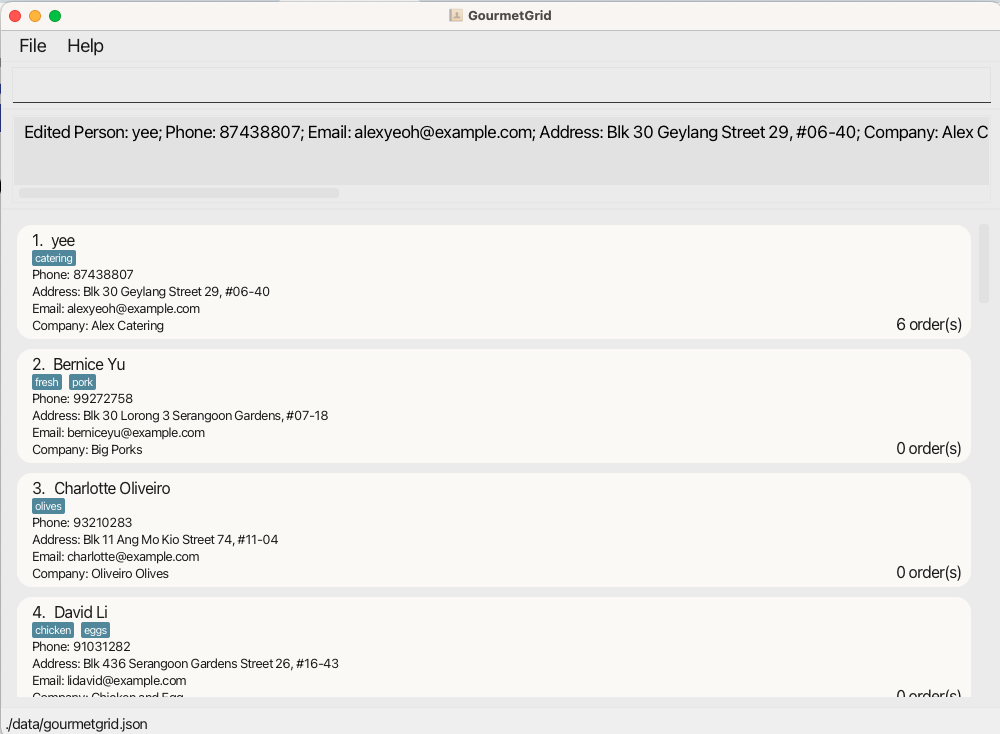 GourmetGrid
File Help
Edited Person: yee; Phone: 87438807; Email: alexyeoh@example.com; Address: Blk 30 Geylang Street 29, #06-40; Company: Alex C
1. yee
catering
Phone: 87438807
Address: Blk 30 Geylang Street 29, #06-40
Email: alexyeoh@example.com
Company: Alex Catering
6 order(s)
2. Bernice Yu
fresh pork
Phone: 99272758
Address: Blk 30 Lorong 3 Serangoon Gardens, #07-18
Email: berniceyu@example.com
Company: Big Porks
0 order(s)
3. Charlotte Oliveiro
olives
Phone: 93210283
Address: Blk 11 Ang Mo Kio Street 74, #11-04
Email: charlotte@example.com
Company: Oliveiro Olives
0 order(s)
4. David Li
chicken eggs
Phone: 91031282
Address: Blk 436 Serangoon Gardens Street 26, #16-43
Email: lidavid@example.com
Company: Chicken and Egg
0 order(s)
./data/gourmetgrid.json